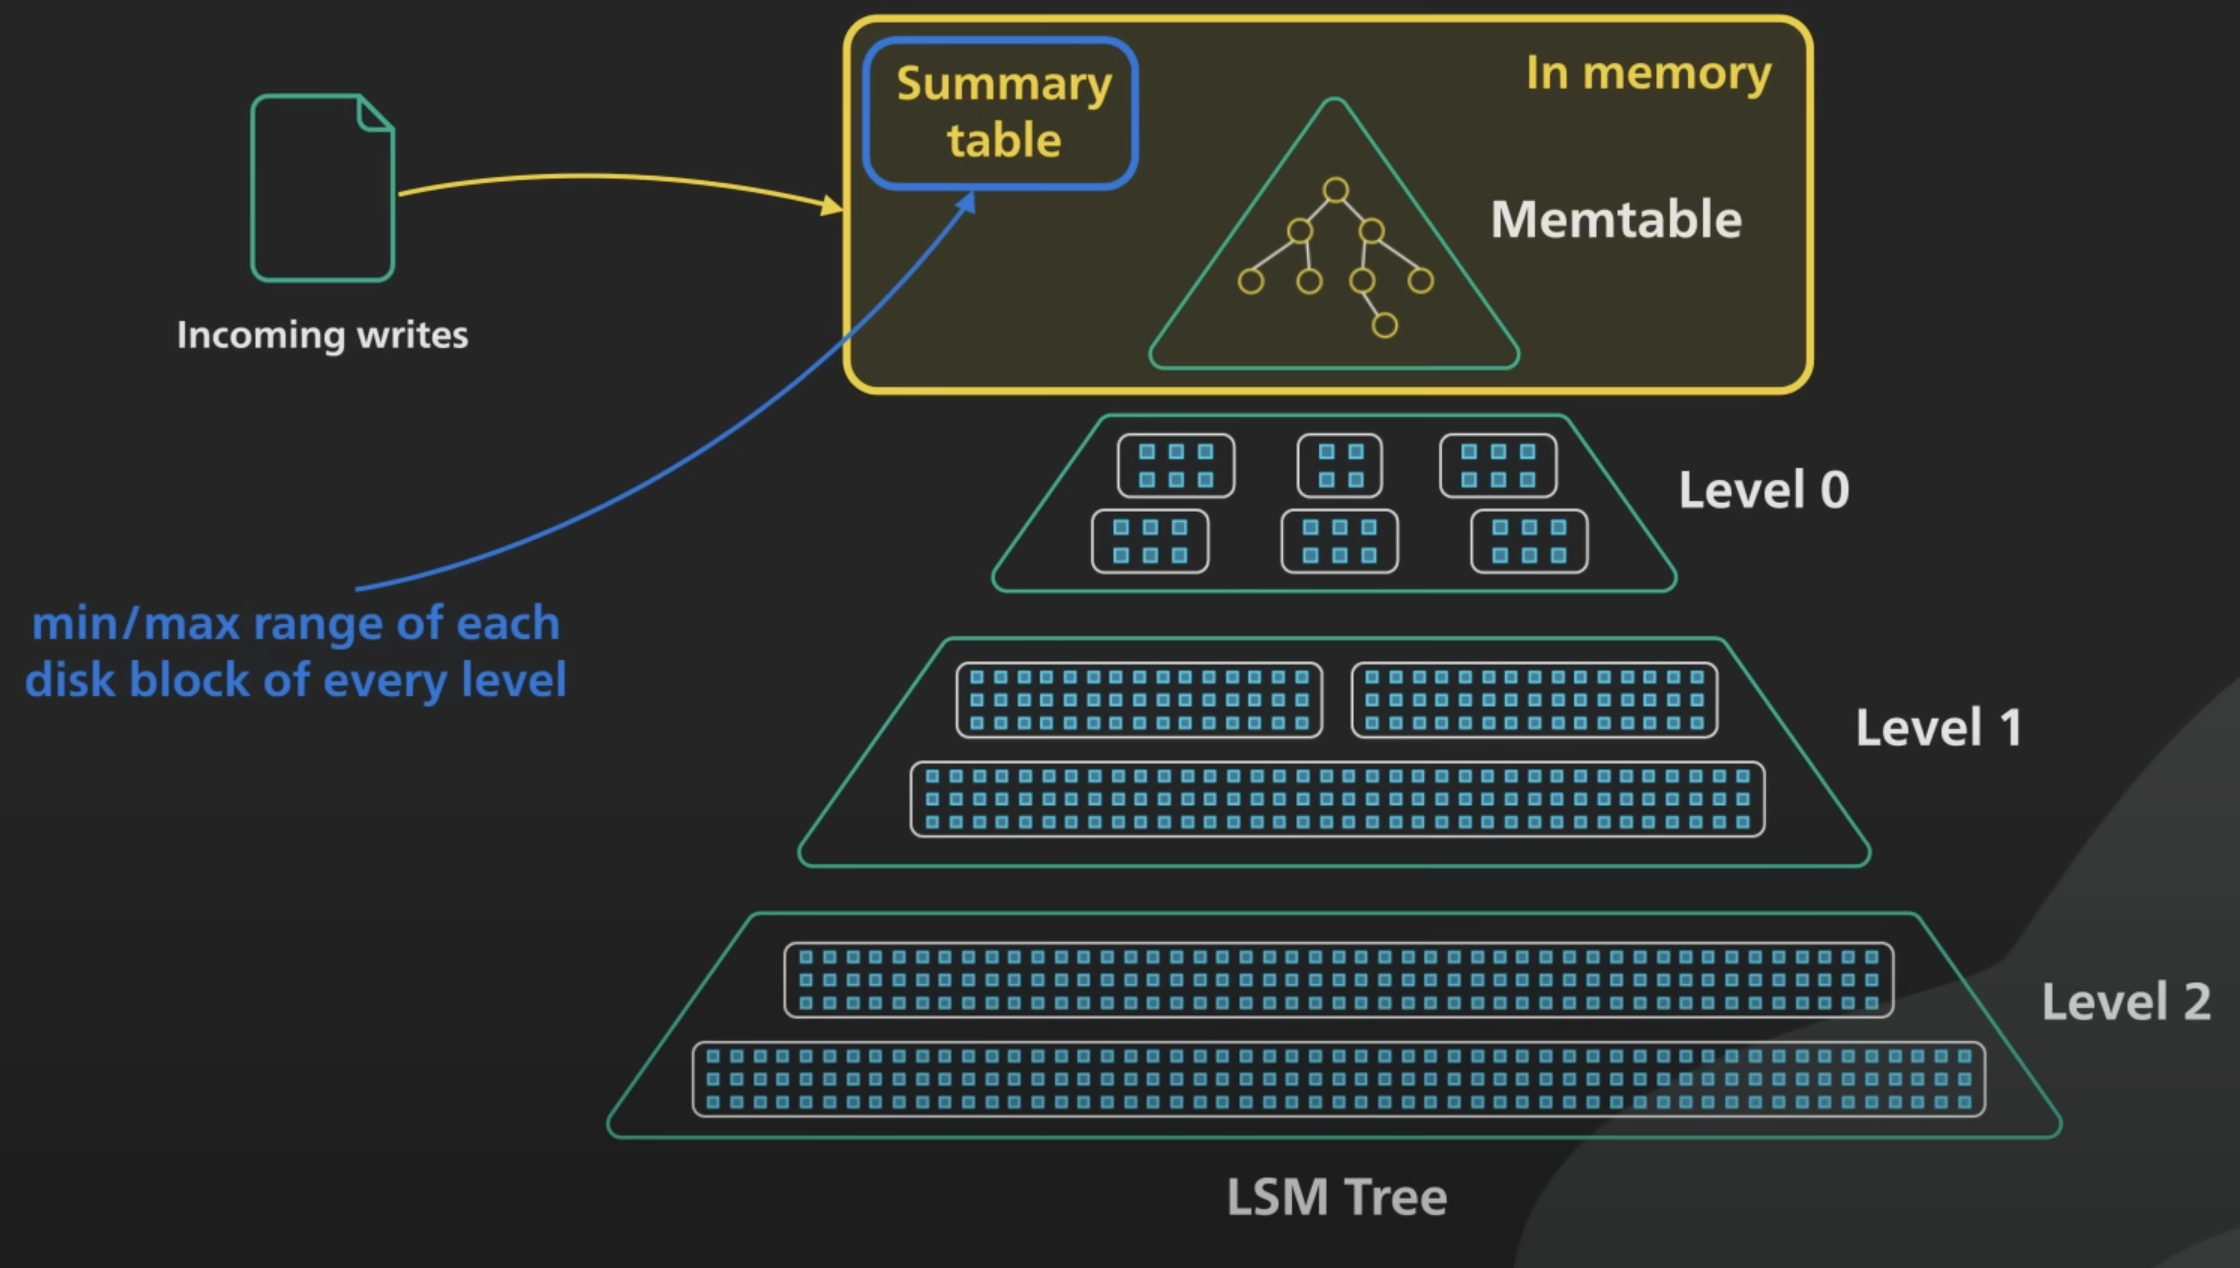 Summary
table
In memory
Memtable
Incoming writes
Level 0
min/max range of each
disk block of every level
Level 1
Level 2
LSM Tree